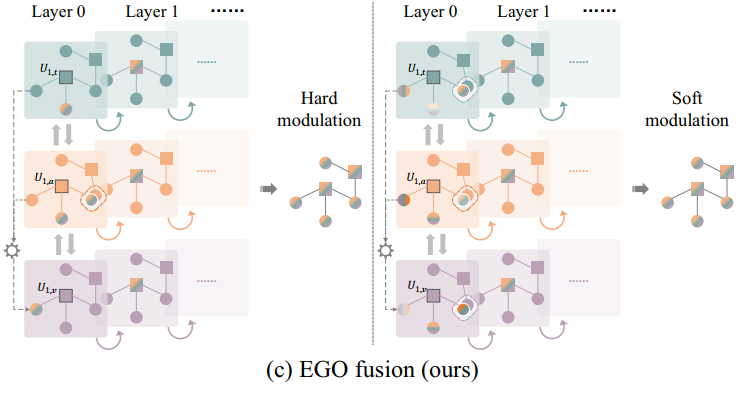 Layer 0 Layer 1 ······ Layer 0 Layer 1 ······
U1,t ······ U1,t ······
Hard modulation
Soft modulation
U1,a ······ U1,a ······
U1,v ······ U1,v ······
(c) EGO fusion (ours)